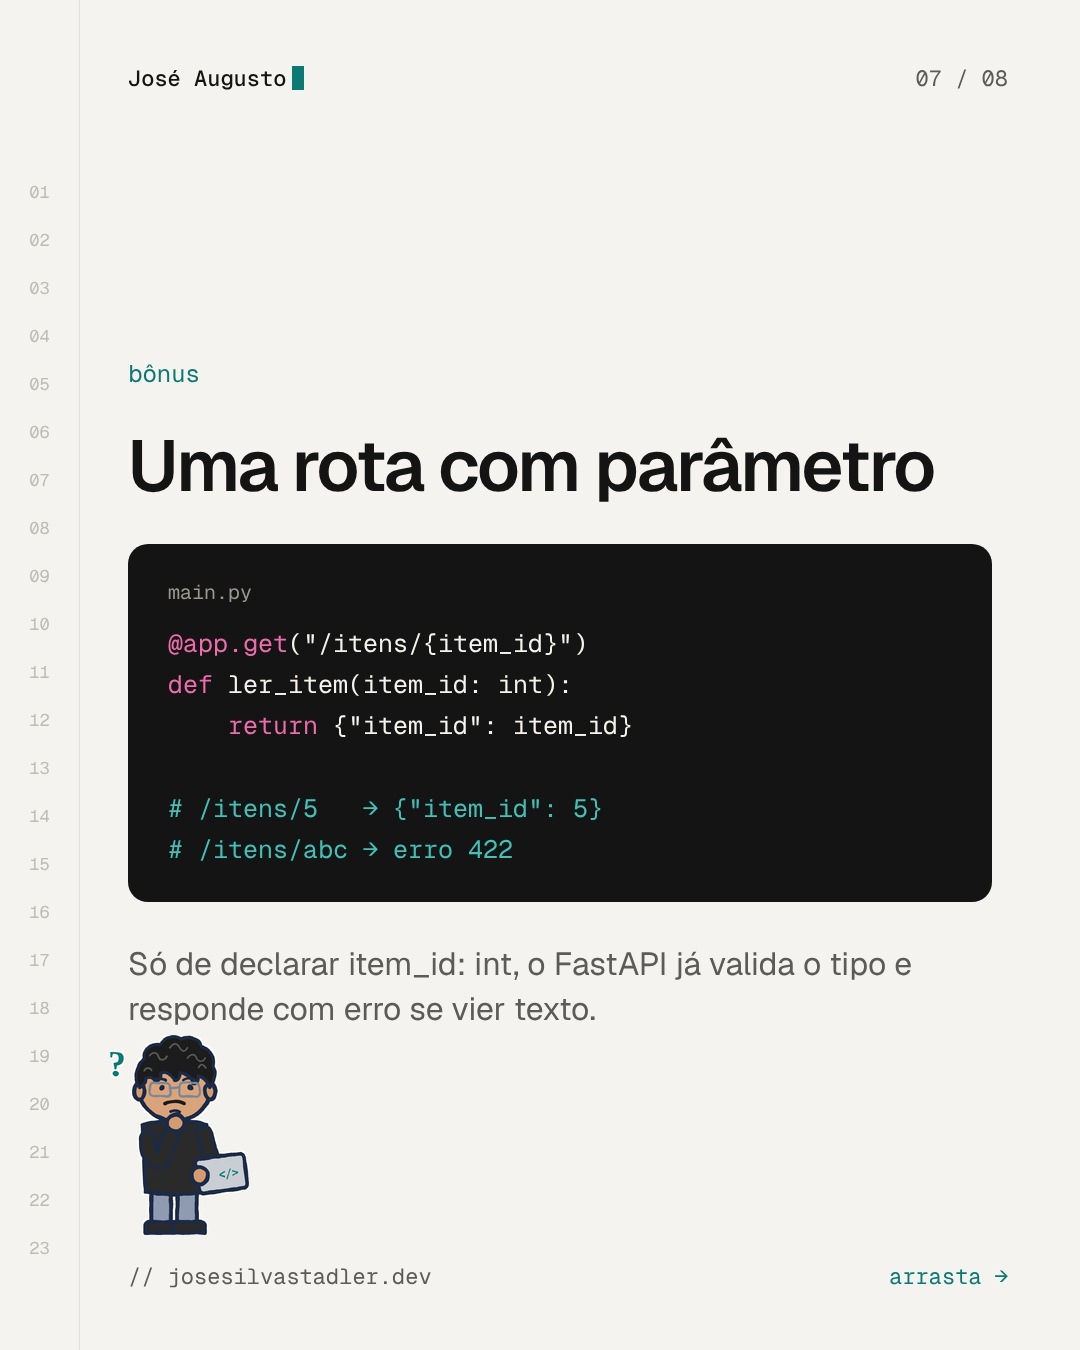 José Augusto
07 / 08
01
02
03
04
05
bônus
06
07
Uma rota com parâmetro
08
09
main.py
10
@app.get("/itens/{item_id}")
11
def ler_item(item_id: int):
12
    return {"item_id": item_id}
13
14
# /itens/5   → {"item_id": 5}
15
# /itens/abc → erro 422
16
17
Só de declarar item_id: int, o FastAPI já valida o tipo e
18
responde com erro se vier texto.
19
?
20
21
</>
22
23
// josesilvastadler.dev
arrasta →